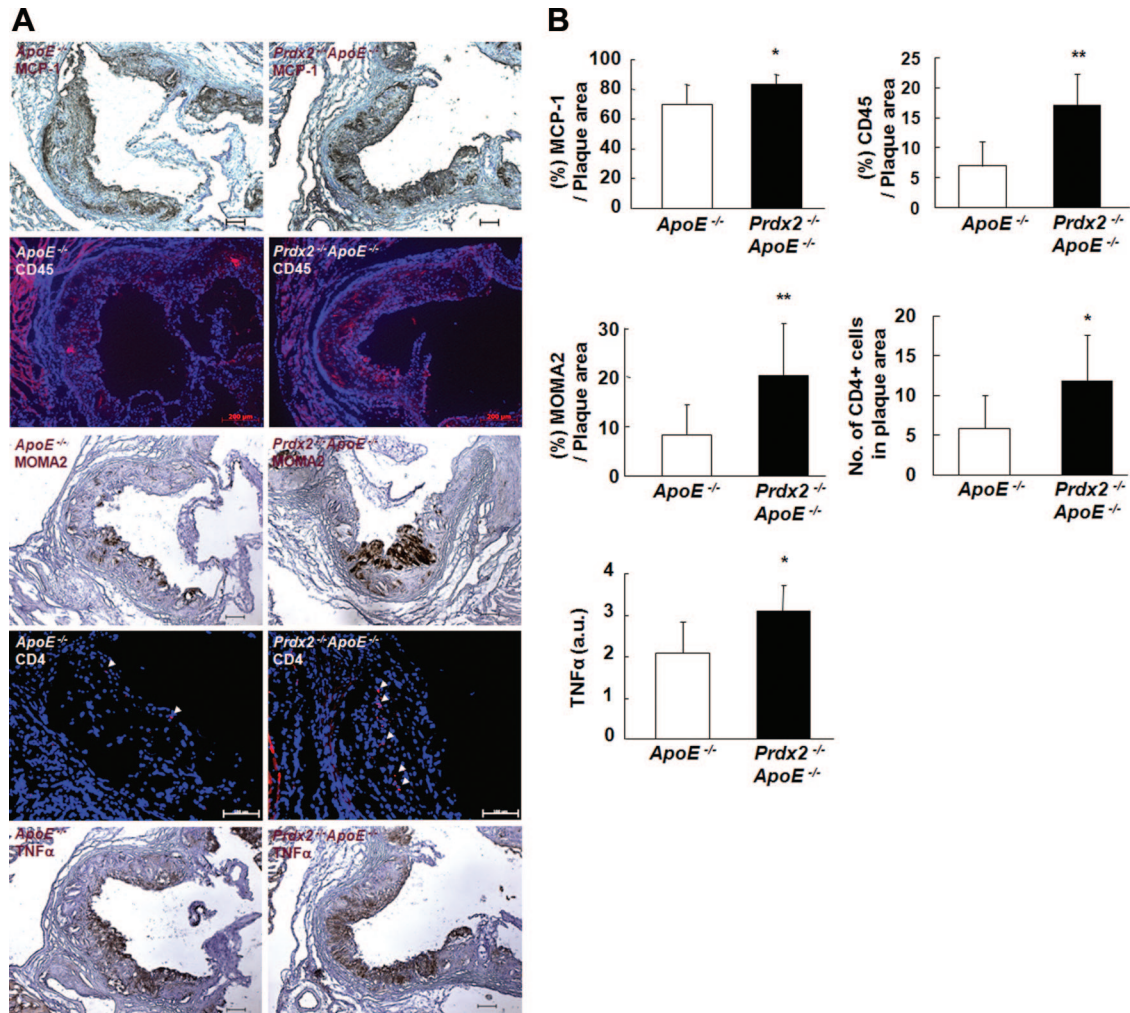 A
ApoE -/-
MCP-1
Prdx2 -/- ApoE -/-
MCP-1
ApoE -/-
CD45
200 µm
Prdx2 -/- ApoE -/-
CD45
200 µm
ApoE -/-
MOMA2
Prdx2 -/- ApoE -/-
MOMA2
ApoE -/-
CD4
Prdx2 -/- ApoE -/-
CD4
ApoE -/-
TNFα
Prdx2 -/- ApoE -/-
TNFα
B
(%) MCP-1
/ Plaque area
100
80
60
40
20
0
*
ApoE -/-
Prdx2 -/-
ApoE -/-
(%) CD45
/ Plaque area
25
20
15
10
5
0
**
ApoE -/-
Prdx2 -/-
ApoE -/-
(%) MOMA2
/ Plaque area
30
20
10
0
**
ApoE -/-
Prdx2 -/-
ApoE -/-
No. of CD4+ cells
in plaque area
20
15
10
5
0
*
ApoE -/-
Prdx2 -/-
ApoE -/-
TNFα (a.u.)
4
3
2
1
0
*
ApoE -/-
Prdx2 -/-
ApoE -/-